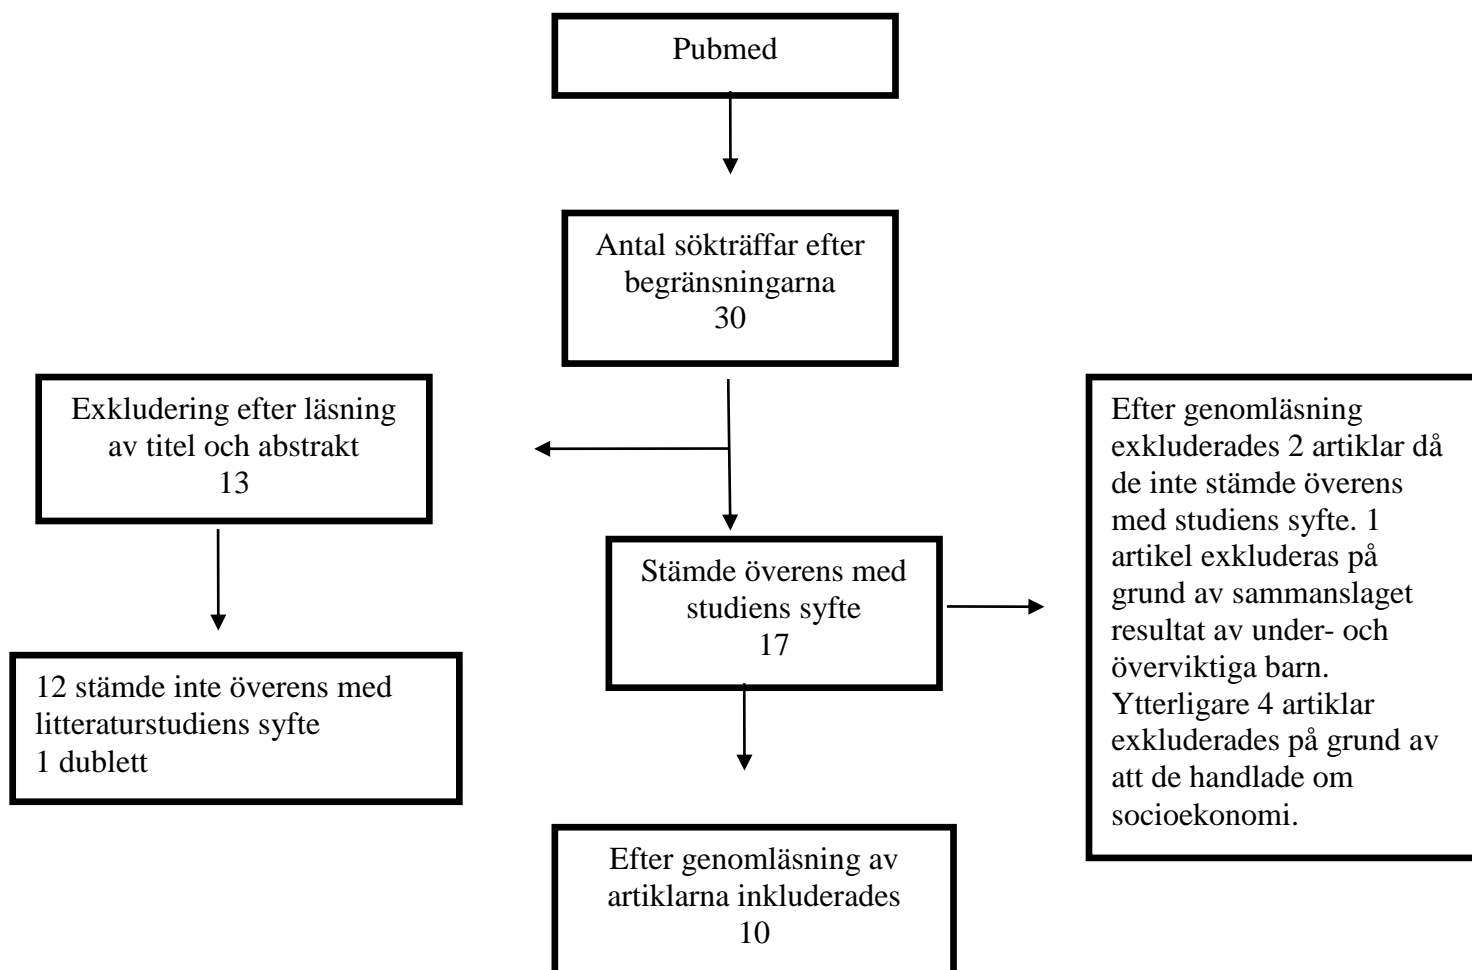 Pubmed
Antal sökträffar efter
begränsningarna
30
Exkludering efter läsning
av titel och abstrakt
13
12 stämde inte överens med
litteraturstudiens syfte
1 dublett
Stämde överens med
studiens syfte
17
Efter genomläsning
exkluderades 2 artiklar då
de inte stämde överens
med studiens syfte. 1
artikel exkluderas på
grund av sammanslaget
resultat av under- och
överviktiga barn.
Ytterligare 4 artiklar
exkluderades på grund av
att de handlade om
socioekonomi.
Efter genomläsning av
artiklarna inkluderades
10